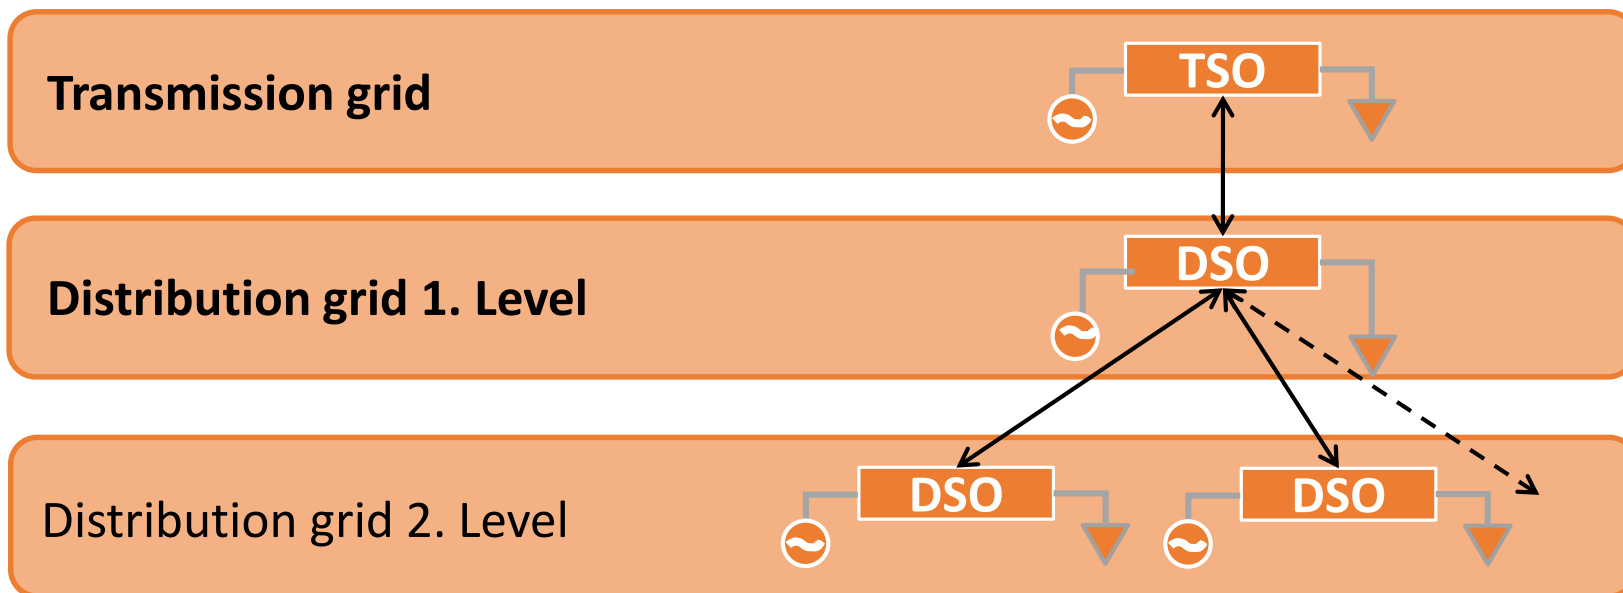 Transmission grid
TSO
Distribution grid 1. Level
DSO
Distribution grid 2. Level
DSO
DSO